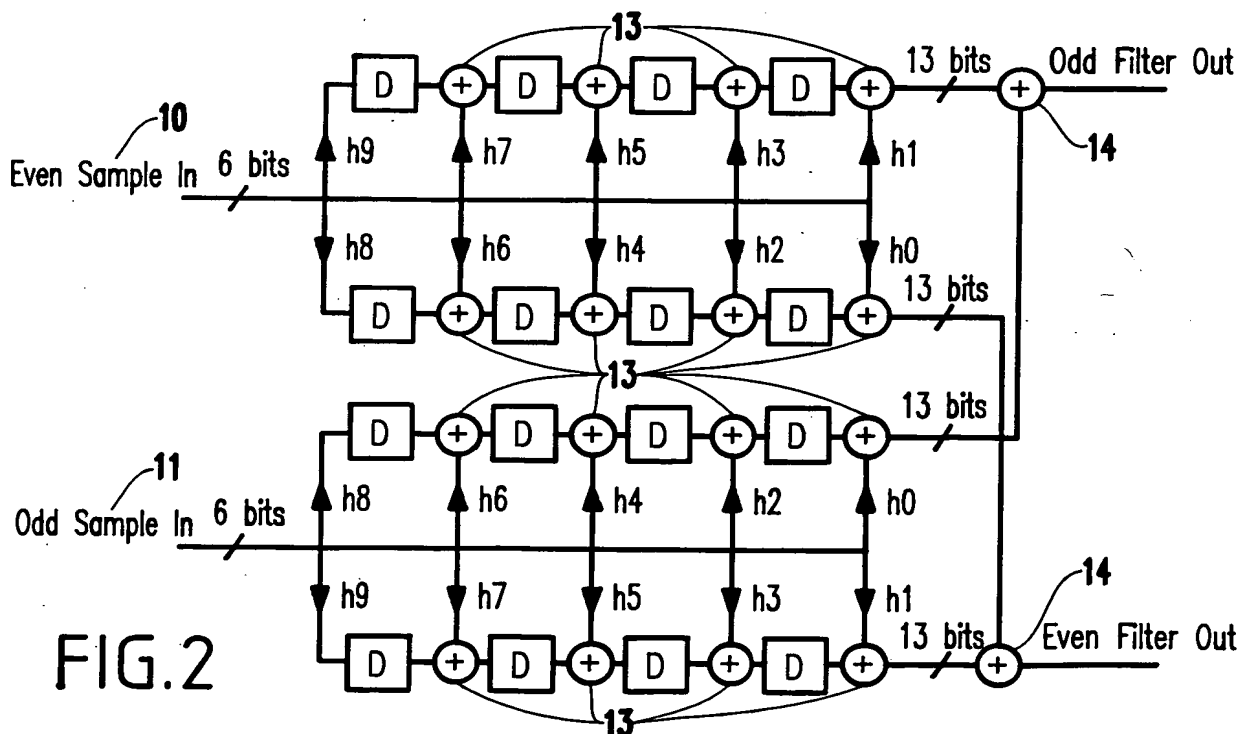 13
D + D + D + D + 13 bits + Odd Filter Out
10
14
h9 h7 h5 h3 h1
Even Sample In 6 bits
h8 h6 h4 h2 h0
13 bits
D + D + D + D +
13
13 bits
D + D + D + D +
11
h8 h6 h4 h2 h0
Odd Sample In 6 bits
14
h9 h7 h5 h3 h1
13 bits
Even Filter Out
D + D + D + D + +
FIG.2
13